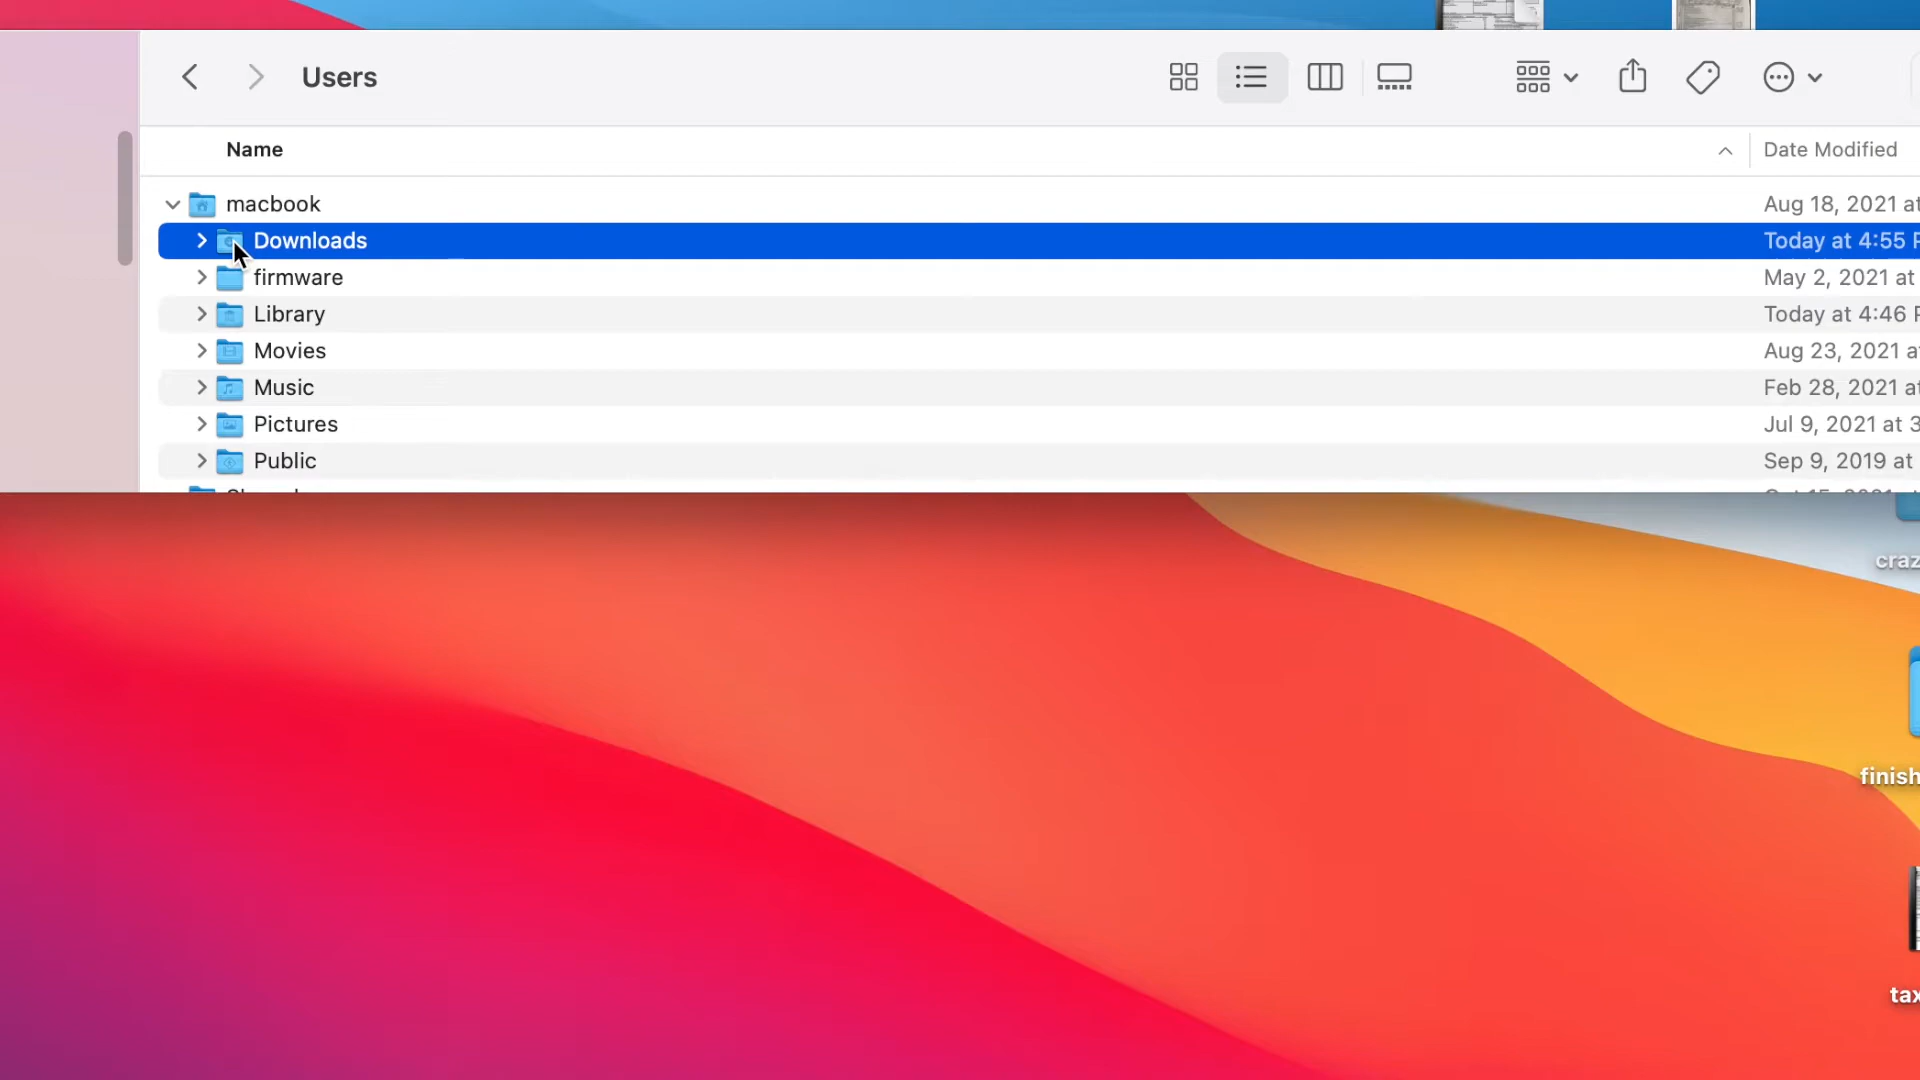 Users
Name Date Modified
macbook Aug 18, 2021 at
Downloads Today at 4:55
firmware May 2, 2021 at
Library Today at 4:46
Movies Aug 23, 2021
Music Feb 28, 2021
Pictures Jul 9, 2021 at 3
Public Sep 9, 2019 at
craz
finish
tax